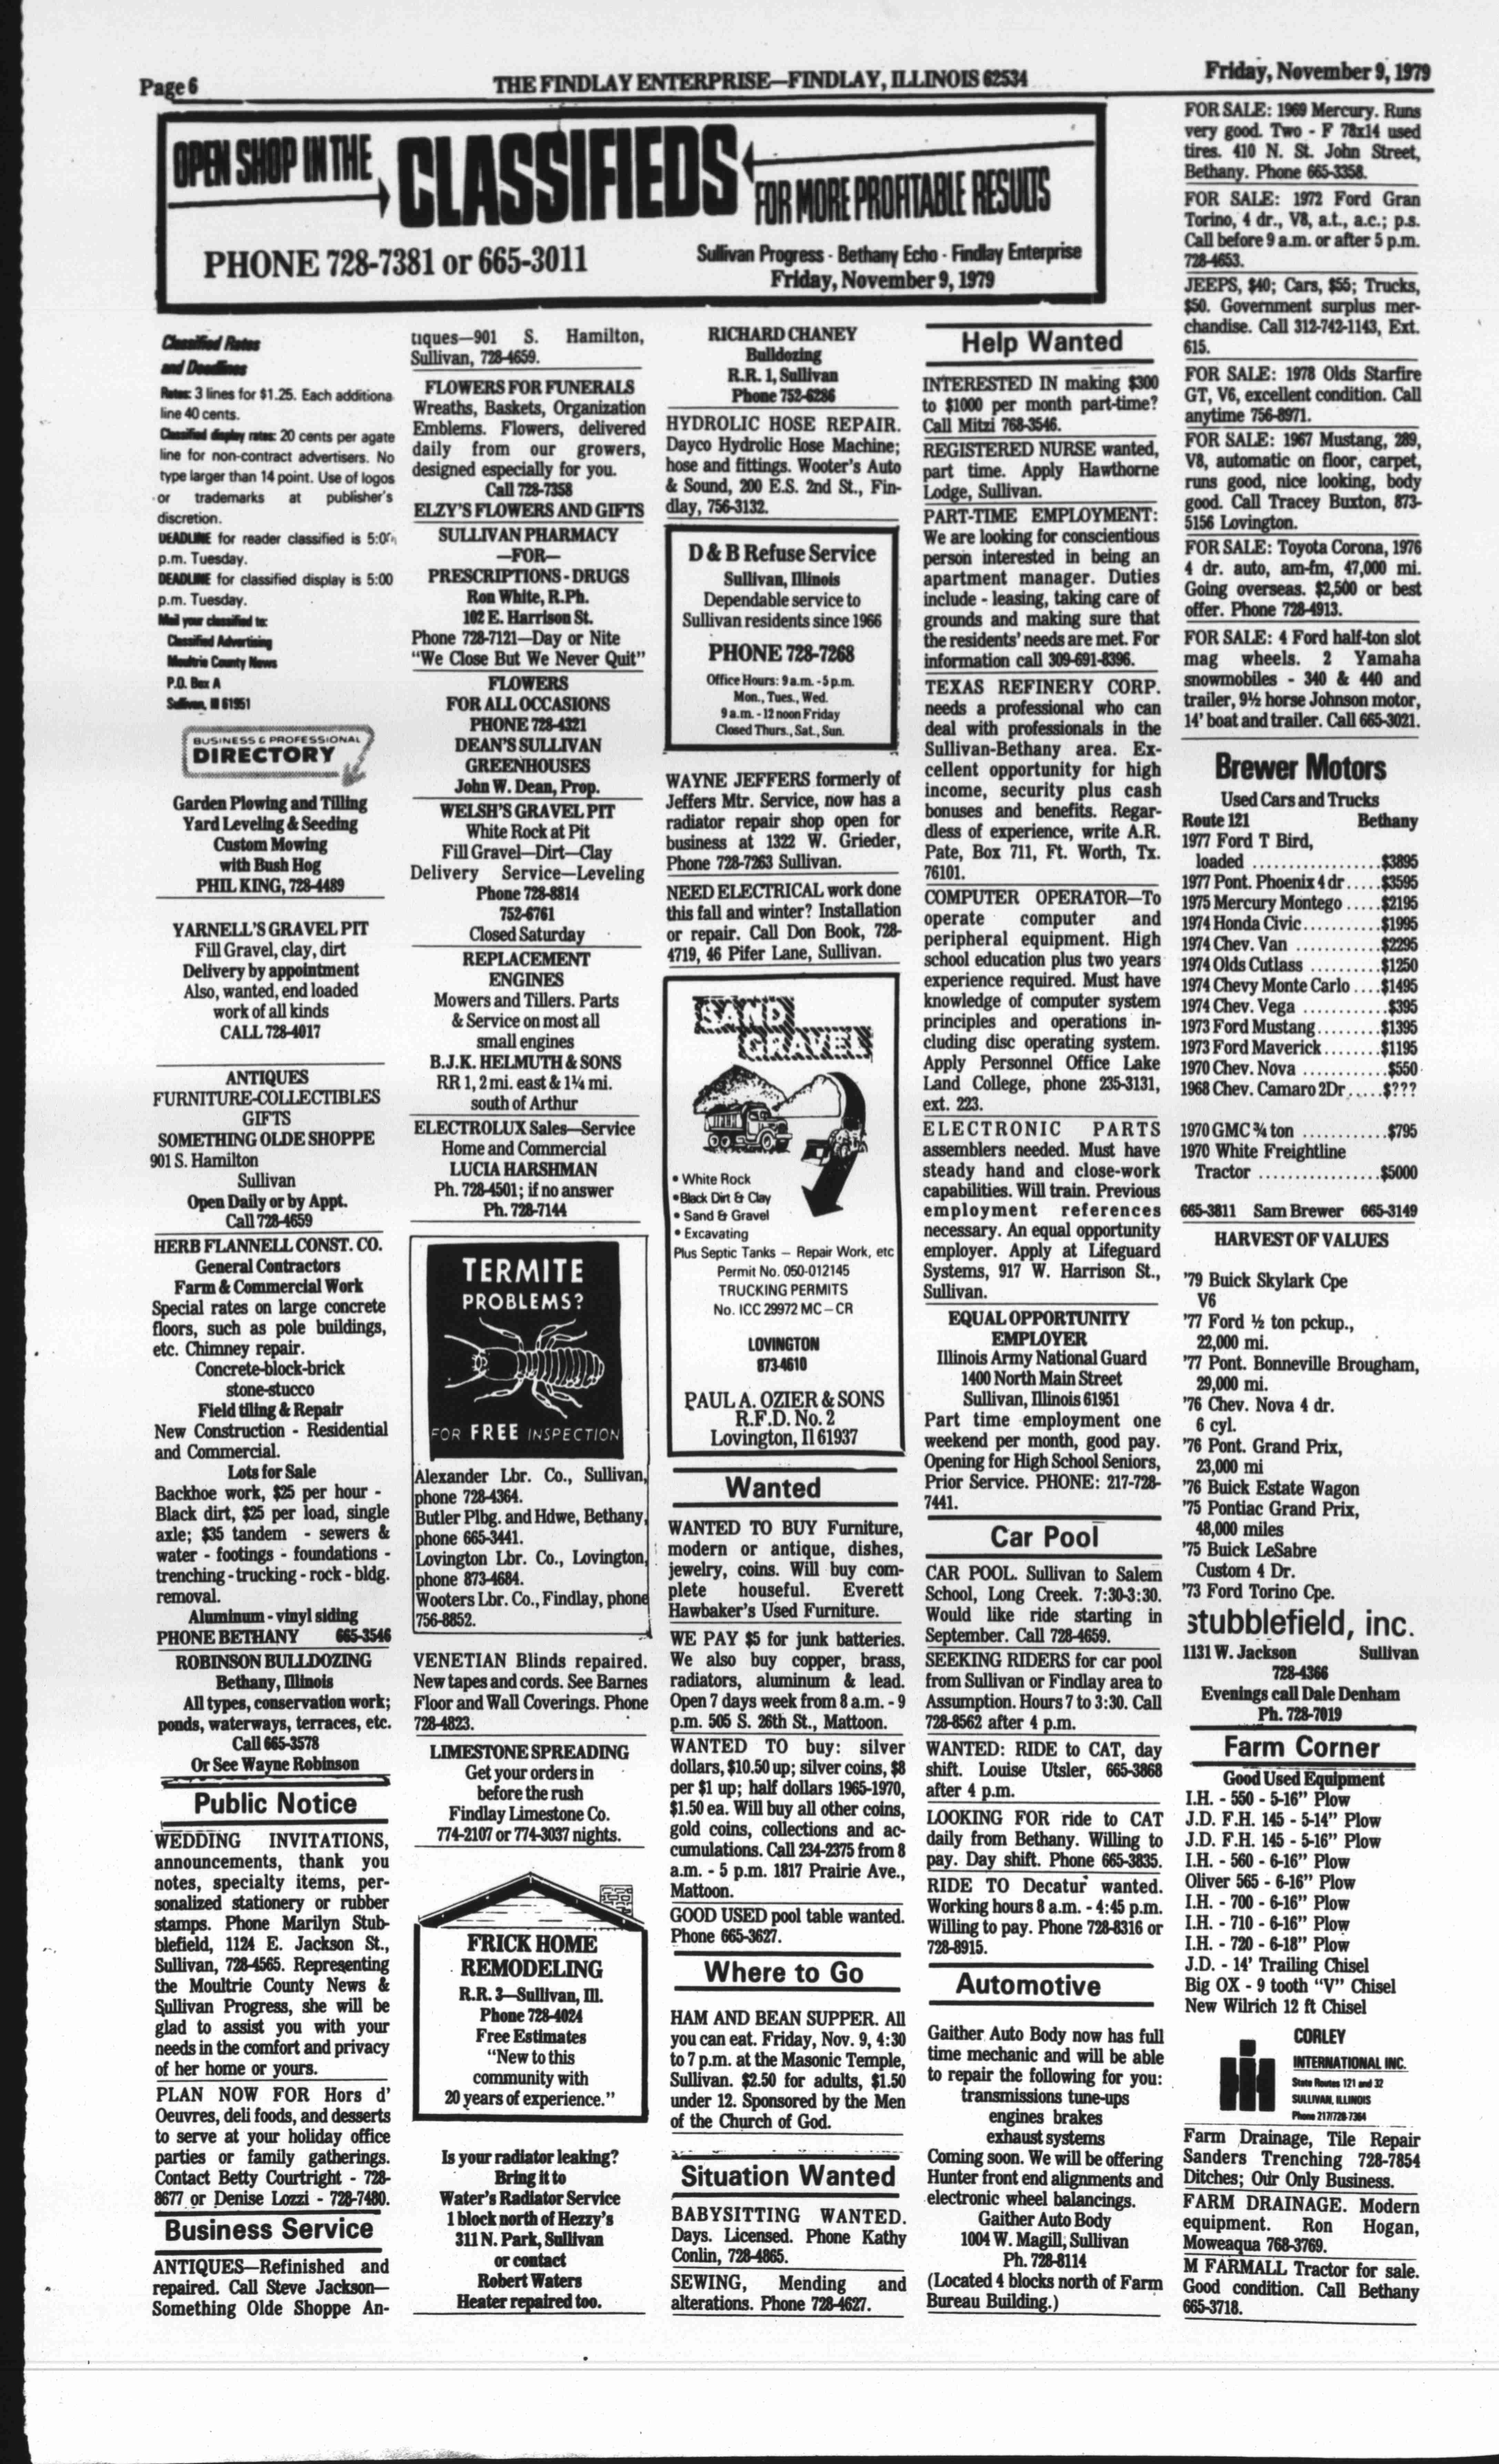 Page 6
THE FINDLAY ENTERPRISE—FINDLAY, ILLINOIS 62534
Friday, November 9, 1979
OPEN SHOP IN THE
CLASSIFIEDS
FOR MORE PROFITABLE RESULTS
PHONE 728-7381 or 665-3011
Sullivan Progress - Bethany Echo - Findlay Enterprise
Friday, November 9, 1979
Classified Rates
and Deadlines
Rates: 3 lines for $1.25. Each additiona
line 40 cents.
Classified display rates: 20 cents per agate
line for non-contract advertisers. No
type larger than 14 point. Use of logos
or trademarks at publisher's
discretion.
DEADLINE for reader classified is 5:00
p.m. Tuesday.
DEADLINE for classified display is 5:00
p.m. Tuesday.
Mail your classified to:
Classified Advertising
Moultrie County News
P.O. Box A
Sullivan, Ill 61951
BUSINESS & PROFESSIONAL
DIRECTORY
Garden Plowing and Tilling
Yard Leveling & Seeding
Custom Mowing
with Bush Hog
PHIL KING, 728-4489
YARNELL'S GRAVEL PIT
Fill Gravel, clay, dirt
Delivery by appointment
Also, wanted, end loaded
work of all kinds
CALL 728-4017
ANTIQUES
FURNITURE-COLLECTIBLES
GIFTS
SOMETHING OLDE SHOPPE
901 S. Hamilton
Sullivan
Open Daily or by Appt.
Call 728-4659
HERB FLANNELL CONST. CO.
General Contractors
Farm & Commercial Work
Special rates on large concrete
floors, such as pole buildings,
etc. Chimney repair.
Concrete-block-brick
stone-stucco
Field tiling & Repair
New Construction - Residential
and Commercial.
Lots for Sale
Backhoe work, $25 per hour -
Black dirt, $25 per load, single
axle; $35 tandem - sewers &
water - footings - foundations -
trenching - trucking - rock - bldg.
removal.
Aluminum - vinyl siding
PHONE BETHANY 665-3546
ROBINSON BULLDOZING
Bethany, Illinois
All types, conservation work;
ponds, waterways, terraces, etc.
Call 665-3578
Or See Wayne Robinson
Public Notice
WEDDING INVITATIONS,
announcements, thank you
notes, specialty items, per-
sonalized stationery or rubber
stamps. Phone Marilyn Stub-
blefield, 1124 E. Jackson St.,
Sullivan, 728-4565. Representing
the Moultrie County News &
Sullivan Progress, she will be
glad to assist you with your
needs in the comfort and privacy
of her home or yours.
PLAN NOW FOR Hors d'
Oeuvres, deli foods, and desserts
to serve at your holiday office
parties or family gatherings.
Contact Betty Courtright - 728-
8677 or Denise Lozzi - 728-7480.
Business Service
ANTIQUES—Refinished and
repaired. Call Steve Jackson—
Something Olde Shoppe An-
tiques—901 S. Hamilton,
Sullivan, 728-4659.
FLOWERS FOR FUNERALS
Wreaths, Baskets, Organization
Emblems. Flowers, delivered
daily from our growers,
designed especially for you.
Call 728-7358
ELZY'S FLOWERS AND GIFTS
SULLIVAN PHARMACY
—FOR—
PRESCRIPTIONS - DRUGS
Ron White, R.Ph.
102 E. Harrison St.
Phone 728-7121—Day or Nite
"We Close But We Never Quit"
FLOWERS
FOR ALL OCCASIONS
PHONE 728-4321
DEAN'S SULLIVAN
GREENHOUSES
John W. Dean, Prop.
WELSH'S GRAVEL PIT
White Rock at Pit
Fill Gravel—Dirt—Clay
Delivery Service—Leveling
Phone 728-8814
752-6761
Closed Saturday
REPLACEMENT
ENGINES
Mowers and Tillers. Parts
& Service on most all
small engines
B.J.K. HELMUTH & SONS
RR 1, 2 mi. east & 1¼ mi.
south of Arthur
ELECTROLUX Sales—Service
Home and Commercial
LUCIA HARSHMAN
Ph. 728-4501; if no answer
Ph. 728-7144
TERMITE
PROBLEMS?
FOR FREE INSPECTION
Alexander Lbr. Co., Sullivan,
phone 728-4364.
Butler Plbg. and Hdwe, Bethany,
phone 665-3441.
Lovington Lbr. Co., Lovington,
phone 873-4684.
Wooters Lbr. Co., Findlay, phone
756-8852.
VENETIAN Blinds repaired.
New tapes and cords. See Barnes
Floor and Wall Coverings. Phone
728-4823.
LIMESTONE SPREADING
Get your orders in
before the rush
Findlay Limestone Co.
774-2107 or 774-3037 nights.
FRICK HOME
REMODELING
R.R. 3—Sullivan, Ill.
Phone 728-4024
Free Estimates
"New to this
community with
20 years of experience."
Is your radiator leaking?
Bring it to
Water's Radiator Service
1 block north of Hezzy's
311 N. Park, Sullivan
or contact
Robert Waters
Heater repaired too.
RICHARD CHANEY
Bulldozing
R.R. 1, Sullivan
Phone 752-6286
HYDROLIC HOSE REPAIR.
Dayco Hydrolic Hose Machine;
hose and fittings. Wooter's Auto
& Sound, 200 E.S. 2nd St., Fin-
dlay, 756-3132.
D & B Refuse Service
Sullivan, Illinois
Dependable service to
Sullivan residents since 1966
PHONE 728-7268
Office Hours: 9 a.m. - 5 p.m.
Mon., Tues., Wed.
9 a.m. - 12 noon Friday
Closed Thurs., Sat., Sun.
WAYNE JEFFERS formerly of
Jeffers Mtr. Service, now has a
radiator repair shop open for
business at 1322 W. Grieder,
Phone 728-7263 Sullivan.
NEED ELECTRICAL work done
this fall and winter? Installation
or repair. Call Don Book, 728-
4719, 46 Pifer Lane, Sullivan.
SAND
GRAVEL
• White Rock
• Black Dirt & Clay
• Sand & Gravel
• Excavating
Plus Septic Tanks — Repair Work, etc
Permit No. 050-012145
TRUCKING PERMITS
No. ICC 29972 MC—CR
LOVINGTON
873-4610
PAUL A. OZIER & SONS
R.F.D. No. 2
Lovington, Il 61937
Wanted
WANTED TO BUY Furniture,
modern or antique, dishes,
jewelry, coins. Will buy com-
plete houseful. Everett
Hawbaker's Used Furniture.
WE PAY $5 for junk batteries.
We also buy copper, brass,
radiators, aluminum & lead.
Open 7 days week from 8 a.m. - 9
p.m. 505 S. 26th St., Mattoon.
WANTED TO buy: silver
dollars, $10.50 up; silver coins, $8
per $1 up; half dollars 1965-1970,
$1.50 ea. Will buy all other coins,
gold coins, collections and ac-
cumulations. Call 234-2375 from 8
a.m. - 5 p.m. 1817 Prairie Ave.,
Mattoon.
GOOD USED pool table wanted.
Phone 665-3627.
Where to Go
HAM AND BEAN SUPPER. All
you can eat. Friday, Nov. 9, 4:30
to 7 p.m. at the Masonic Temple,
Sullivan. $2.50 for adults, $1.50
under 12. Sponsored by the Men
of the Church of God.
Situation Wanted
BABYSITTING WANTED.
Days. Licensed. Phone Kathy
Conlin, 728-4865.
SEWING, Mending and
alterations. Phone 728-4627.
Help Wanted
INTERESTED IN making $300
to $1000 per month part-time?
Call Mitzi 768-3546.
REGISTERED NURSE wanted,
part time. Apply Hawthorne
Lodge, Sullivan.
PART-TIME EMPLOYMENT:
We are looking for conscientious
person interested in being an
apartment manager. Duties
include - leasing, taking care of
grounds and making sure that
the residents' needs are met. For
information call 309-691-8396.
TEXAS REFINERY CORP.
needs a professional who can
deal with professionals in the
Sullivan-Bethany area. Ex-
cellent opportunity for high
income, security plus cash
bonuses and benefits. Regar-
dless of experience, write A.R.
Pate, Box 711, Ft. Worth, Tx.
76101.
COMPUTER OPERATOR—To
operate computer and
peripheral equipment. High
school education plus two years
experience required. Must have
knowledge of computer system
principles and operations in-
cluding disc operating system.
Apply Personnel Office Lake
Land College, phone 235-3131,
ext. 223.
ELECTRONIC PARTS
assemblers needed. Must have
steady hand and close-work
capabilities. Will train. Previous
employment references
necessary. An equal opportunity
employer. Apply at Lifeguard
Systems, 917 W. Harrison St.,
Sullivan.
EQUAL OPPORTUNITY
EMPLOYER
Illinois Army National Guard
1400 North Main Street
Sullivan, Illinois 61951
Part time employment one
weekend per month, good pay.
Opening for High School Seniors,
Prior Service. PHONE: 217-728-
7441.
Car Pool
CAR POOL. Sullivan to Salem
School, Long Creek. 7:30-3:30.
Would like ride starting in
September. Call 728-4659.
SEEKING RIDERS for car pool
from Sullivan or Findlay area to
Assumption. Hours 7 to 3:30. Call
728-8562 after 4 p.m.
WANTED: RIDE to CAT, day
shift. Louise Utsler, 665-3868
after 4 p.m.
LOOKING FOR ride to CAT
daily from Bethany. Willing to
pay. Day shift. Phone 665-3835.
RIDE TO Decatur wanted.
Working hours 8 a.m. - 4:45 p.m.
Willing to pay. Phone 728-8316 or
728-8915.
Automotive
Gaither Auto Body now has full
time mechanic and will be able
to repair the following for you:
transmissions tune-ups
engines brakes
exhaust systems
Coming soon. We will be offering
Hunter front end alignments and
electronic wheel balancings.
Gaither Auto Body
1004 W. Magill, Sullivan
Ph. 728-8114
(Located 4 blocks north of Farm
Bureau Building.)
FOR SALE: 1969 Mercury. Runs
very good. Two - F 78x14 used
tires. 410 N. St. John Street,
Bethany. Phone 665-3358.
FOR SALE: 1972 Ford Gran
Torino, 4 dr., V8, a.t., a.c.; p.s.
Call before 9 a.m. or after 5 p.m.
728-4653.
JEEPS, $40; Cars, $55; Trucks,
$50. Government surplus mer-
chandise. Call 312-742-1143, Ext.
615.
FOR SALE: 1978 Olds Starfire
GT, V6, excellent condition. Call
anytime 756-8971.
FOR SALE: 1967 Mustang, 289,
V8, automatic on floor, carpet,
runs good, nice looking, body
good. Call Tracey Buxton, 873-
5156 Lovington.
FOR SALE: Toyota Corona, 1976
4 dr. auto, am-fm, 47,000 mi.
Going overseas. $2,500 or best
offer. Phone 728-4913.
FOR SALE: 4 Ford half-ton slot
mag wheels. 2 Yamaha
snowmobiles - 340 & 440 and
trailer, 9½ horse Johnson motor,
14' boat and trailer. Call 665-3021.
Brewer Motors
Used Cars and Trucks
Route 121 Bethany
1977 Ford T Bird,
loaded ................ $3895
1977 Pont. Phoenix 4 dr ..... $3595
1975 Mercury Montego ..... $2195
1974 Honda Civic .......... $1995
1974 Chev. Van ........... $2295
1974 Olds Cutlass .......... $1250
1974 Chevy Monte Carlo .... $1495
1974 Chev. Vega ............ $395
1973 Ford Mustang ........ $1395
1973 Ford Maverick ........ $1195
1970 Chev. Nova ............ $550
1968 Chev. Camaro 2Dr ..... $???
1970 GMC ¾ ton ............ $795
1970 White Freightline
Tractor .................. $5000
665-3811 Sam Brewer 665-3149
HARVEST OF VALUES
'79 Buick Skylark Cpe
V6
'77 Ford ½ ton pckup.,
22,000 mi.
'77 Pont. Bonneville Brougham,
29,000 mi.
'76 Chev. Nova 4 dr.
6 cyl.
'76 Pont. Grand Prix,
23,000 mi
'76 Buick Estate Wagon
'75 Pontiac Grand Prix,
48,000 miles
'75 Buick LeSabre
Custom 4 Dr.
'73 Ford Torino Cpe.
stubblefield, inc.
1131 W. Jackson Sullivan
728-4366
Evenings call Dale Denham
Ph. 728-7019
Farm Corner
Good Used Equipment
I.H. - 550 - 5-16" Plow
J.D. F.H. 145 - 5-14" Plow
J.D. F.H. 145 - 5-16" Plow
I.H. - 560 - 6-16" Plow
Oliver 565 - 6-16" Plow
I.H. - 700 - 6-16" Plow
I.H. - 710 - 6-16" Plow
I.H. - 720 - 6-18" Plow
J.D. - 14' Trailing Chisel
Big OX - 9 tooth "V" Chisel
New Wilrich 12 ft Chisel
CORLEY
INTERNATIONAL INC.
State Routes 121 and 32
SULLIVAN, ILLINOIS
Phone 217/728-7364
Farm Drainage, Tile Repair
Sanders Trenching 728-7854
Ditches; Our Only Business.
FARM DRAINAGE. Modern
equipment. Ron Hogan,
Moweaqua 768-3769.
M FARMALL Tractor for sale.
Good condition. Call Bethany
665-3718.